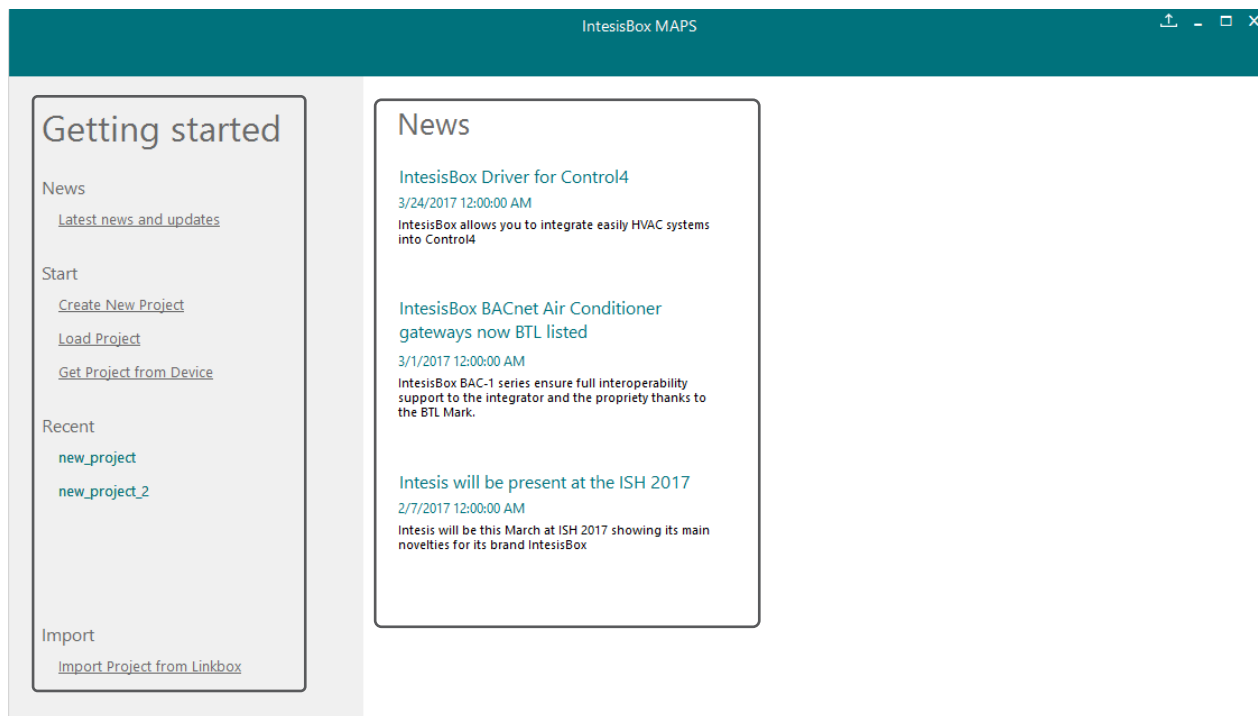 IntesisBox MAPS
Getting started
News
Latest news and updates
Start
Create New Project
Load Project
Get Project from Device
Recent
new_project
new_project_2
Import
Import Project from Linkbox
News
IntesisBox Driver for Control4
3/24/2017 12:00:00 AM
IntesisBox allows you to integrate easily HVAC systems
into Control4
IntesisBox BACnet Air Conditioner
gateways now BTL listed
3/1/2017 12:00:00 AM
IntesisBox BAC-1 series ensure full interoperability
support to the integrator and the propriety thanks to
the BTL Mark.
Intesis will be present at the ISH 2017
2/7/2017 12:00:00 AM
Intesis will be this March at ISH 2017 showing its main
novelties for its brand IntesisBox